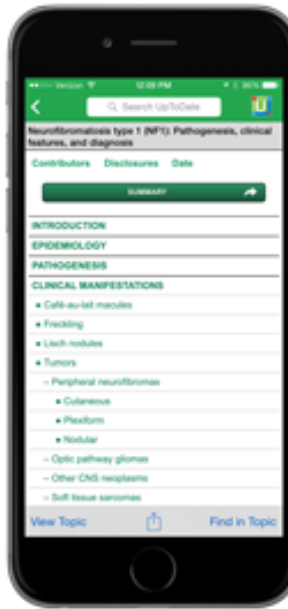 Verizon 12:09 PM 96%
Search UpToDate
Neurofibromatosis type 1 (NF1): Pathogenesis, clinical
features, and diagnosis
Contributors Disclosures Date
SUMMARY
INTRODUCTION
EPIDEMIOLOGY
PATHOGENESIS
CLINICAL MANIFESTATIONS
• Café-au-lait macules
• Freckling
• Lisch nodules
• Tumors
– Peripheral neurofibromas
• Cutaneous
• Plexiform
• Nodular
– Optic pathway gliomas
– Other CNS neoplasms
– Soft tissue sarcomas
View Topic Find in Topic